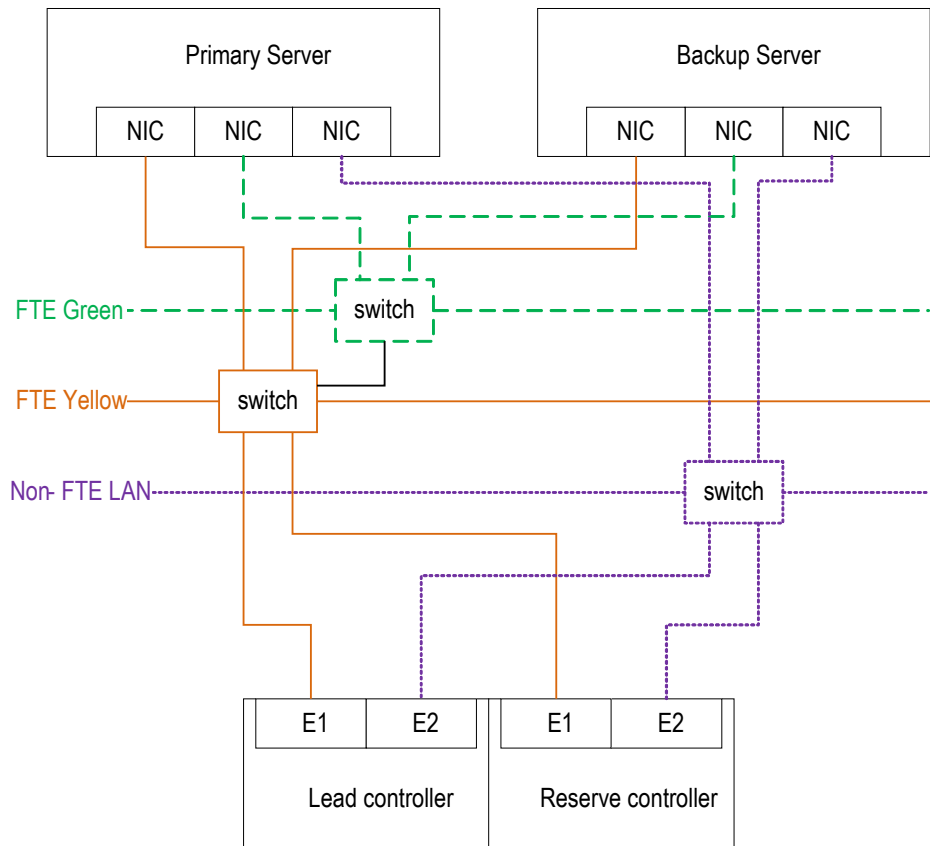 Primary Server
Backup Server
NIC NIC NIC
NIC NIC NIC
FTE Green
switch
FTE Yellow
switch
Non- FTE LAN
switch
E1 E2
E1 E2
Lead controller
Reserve controller